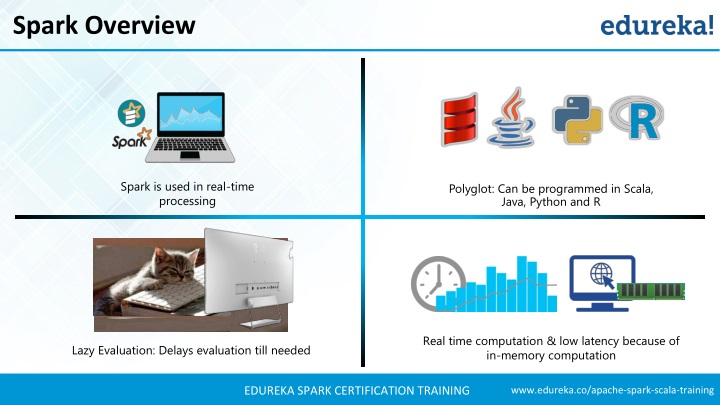 Spark Overview
edureka!
Spark
Spark is used in real-time
processing
R
Polyglot: Can be programmed in Scala,
Java, Python and R
Lazy Evaluation: Delays evaluation till needed
Real time computation & low latency because of
in-memory computation
EDUREKA SPARK CERTIFICATION TRAINING
www.edureka.co/apache-spark-scala-training